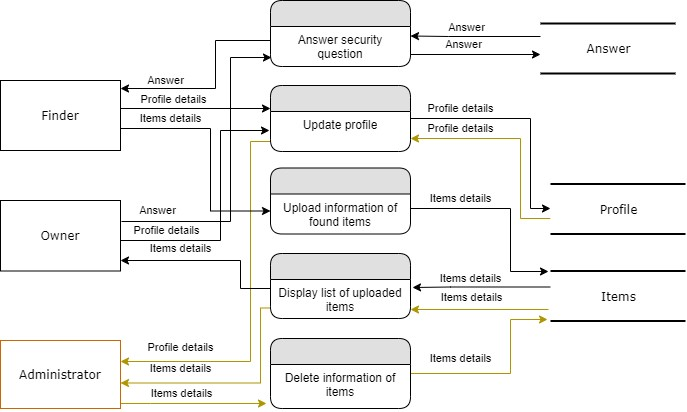 Answer security
question
Answer
Answer
Answer
Answer
Finder
Profile details
Items details
Update profile
Profile details
Profile details
Upload information of
found items
Items details
Profile
Owner
Answer
Profile details
Items details
Display list of uploaded
items
Items details
Items details
Items
Administrator
Profile details
Items details
Items details
Delete information of
items
Items details